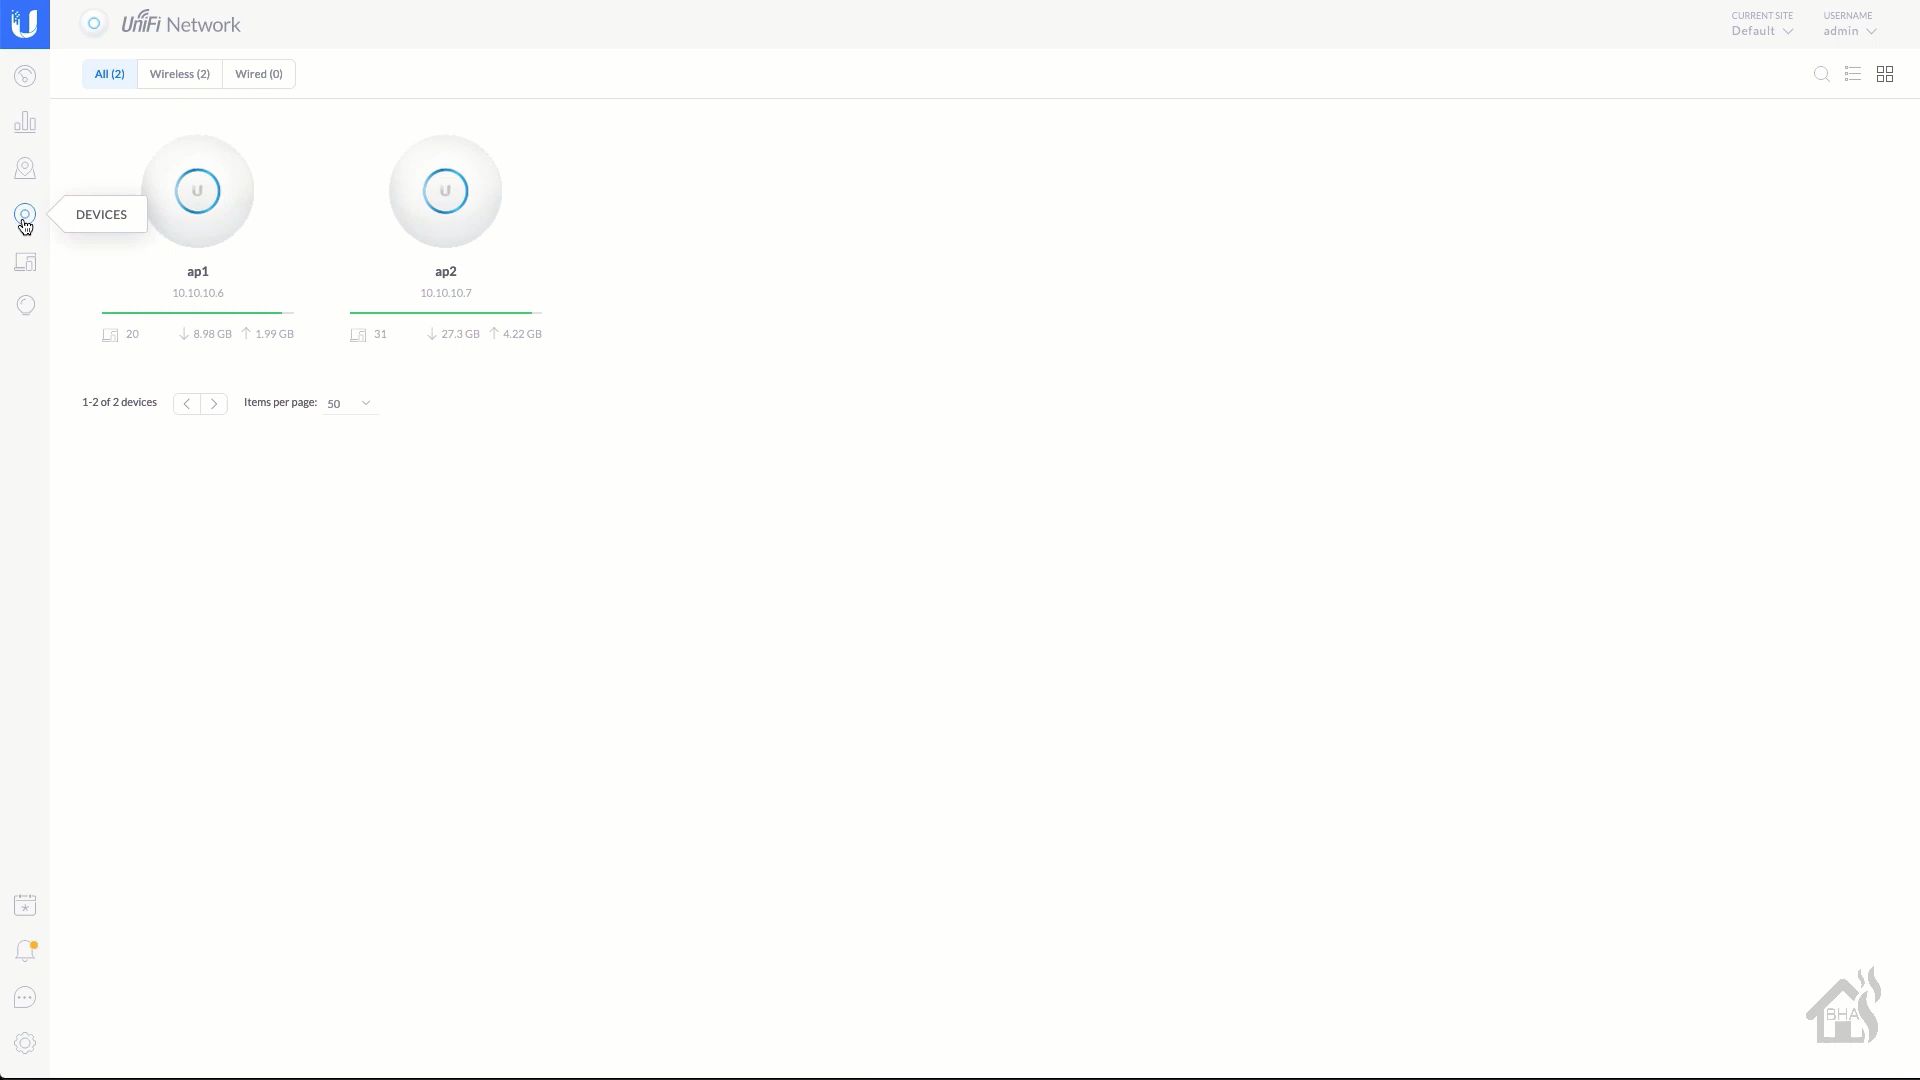 UniFi Network
CURRENT SITE
Default
USERNAME
admin
All (2)
Wireless (2)
Wired (0)
DEVICES
U
U
ap1
ap2
10.10.10.6
10.10.10.7
20
8.98 GB
1.99 GB
31
27.3 GB
4.22 GB
1-2 of 2 devices
Items per page:
50
BHA